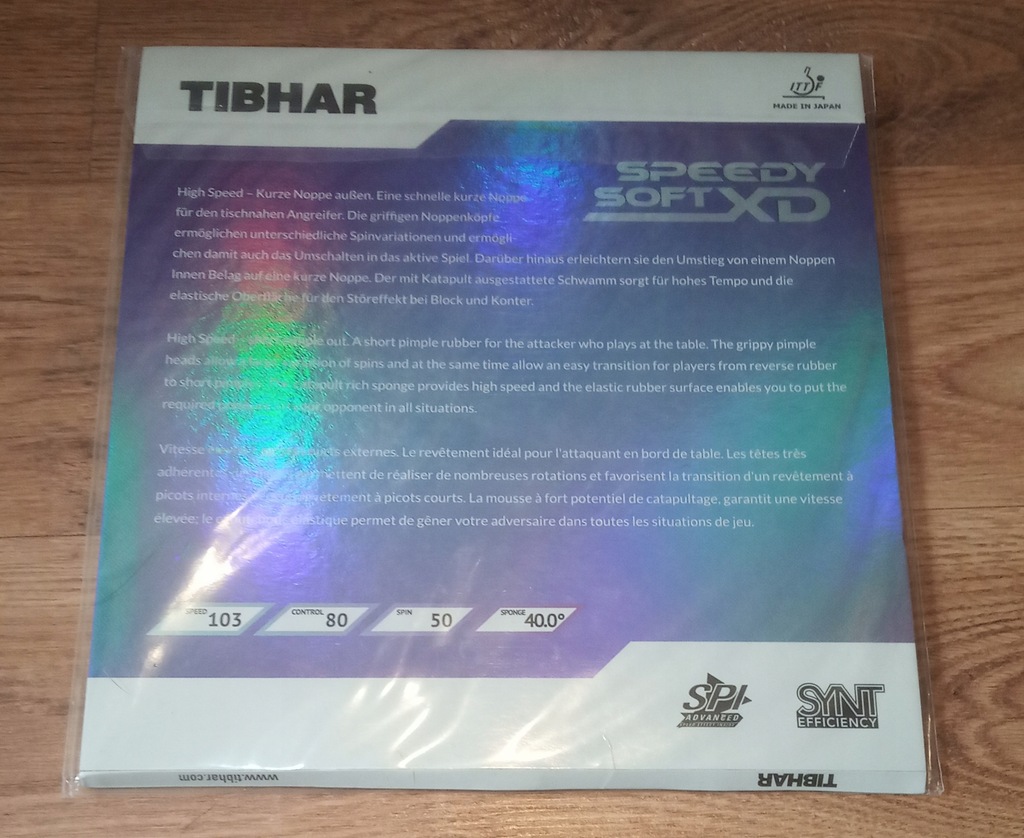 TIBHAR
ITTF
MADE IN JAPAN
SPEEDY
SOFT XD
High Speed – Kurze Noppe außen. Eine schnelle kurze Noppe
für den tischnahen Angreifer. Die griffigen Noppenköpfe
ermöglichen unterschiedliche Spinvariationen und ermögli-
chen damit auch das Umschalten in das aktive Spiel. Darüber hinaus erleichtern sie den Umstieg von einem Noppen
Innen Belag auf eine kurze Noppe. Der mit Katapult ausgestattete Schwamm sorgt für hohes Tempo und die
elastische Oberfläche für den Störeffekt bei Block und Konter.
High Speed – out. A short pimple rubber for the attacker who plays at the table. The grippy pimple
heads of spins and at the same time allow an easy transition for players from reverse rubber
to short sponge provides high speed and the elastic rubber surface enables you to put the
required opponent in all situations.
Vitesse externes. Le revêtement idéal pour l'attaquant en bord de table. Les têtes très
de réaliser de nombreuses rotations et favorisent la transition d'un revêtement à
picots à picots courts. La mousse à fort potentiel de catapultage, garantit une vitesse
élevée; le élastique permet de gêner votre adversaire dans toutes les situations de jeu.
SPEED 103 CONTROL 80 SPIN 50 SPONGE 40.0°
SPI
ADVANCED
SYNT
EFFICIENCY
www.tibhar.com TIBHAR